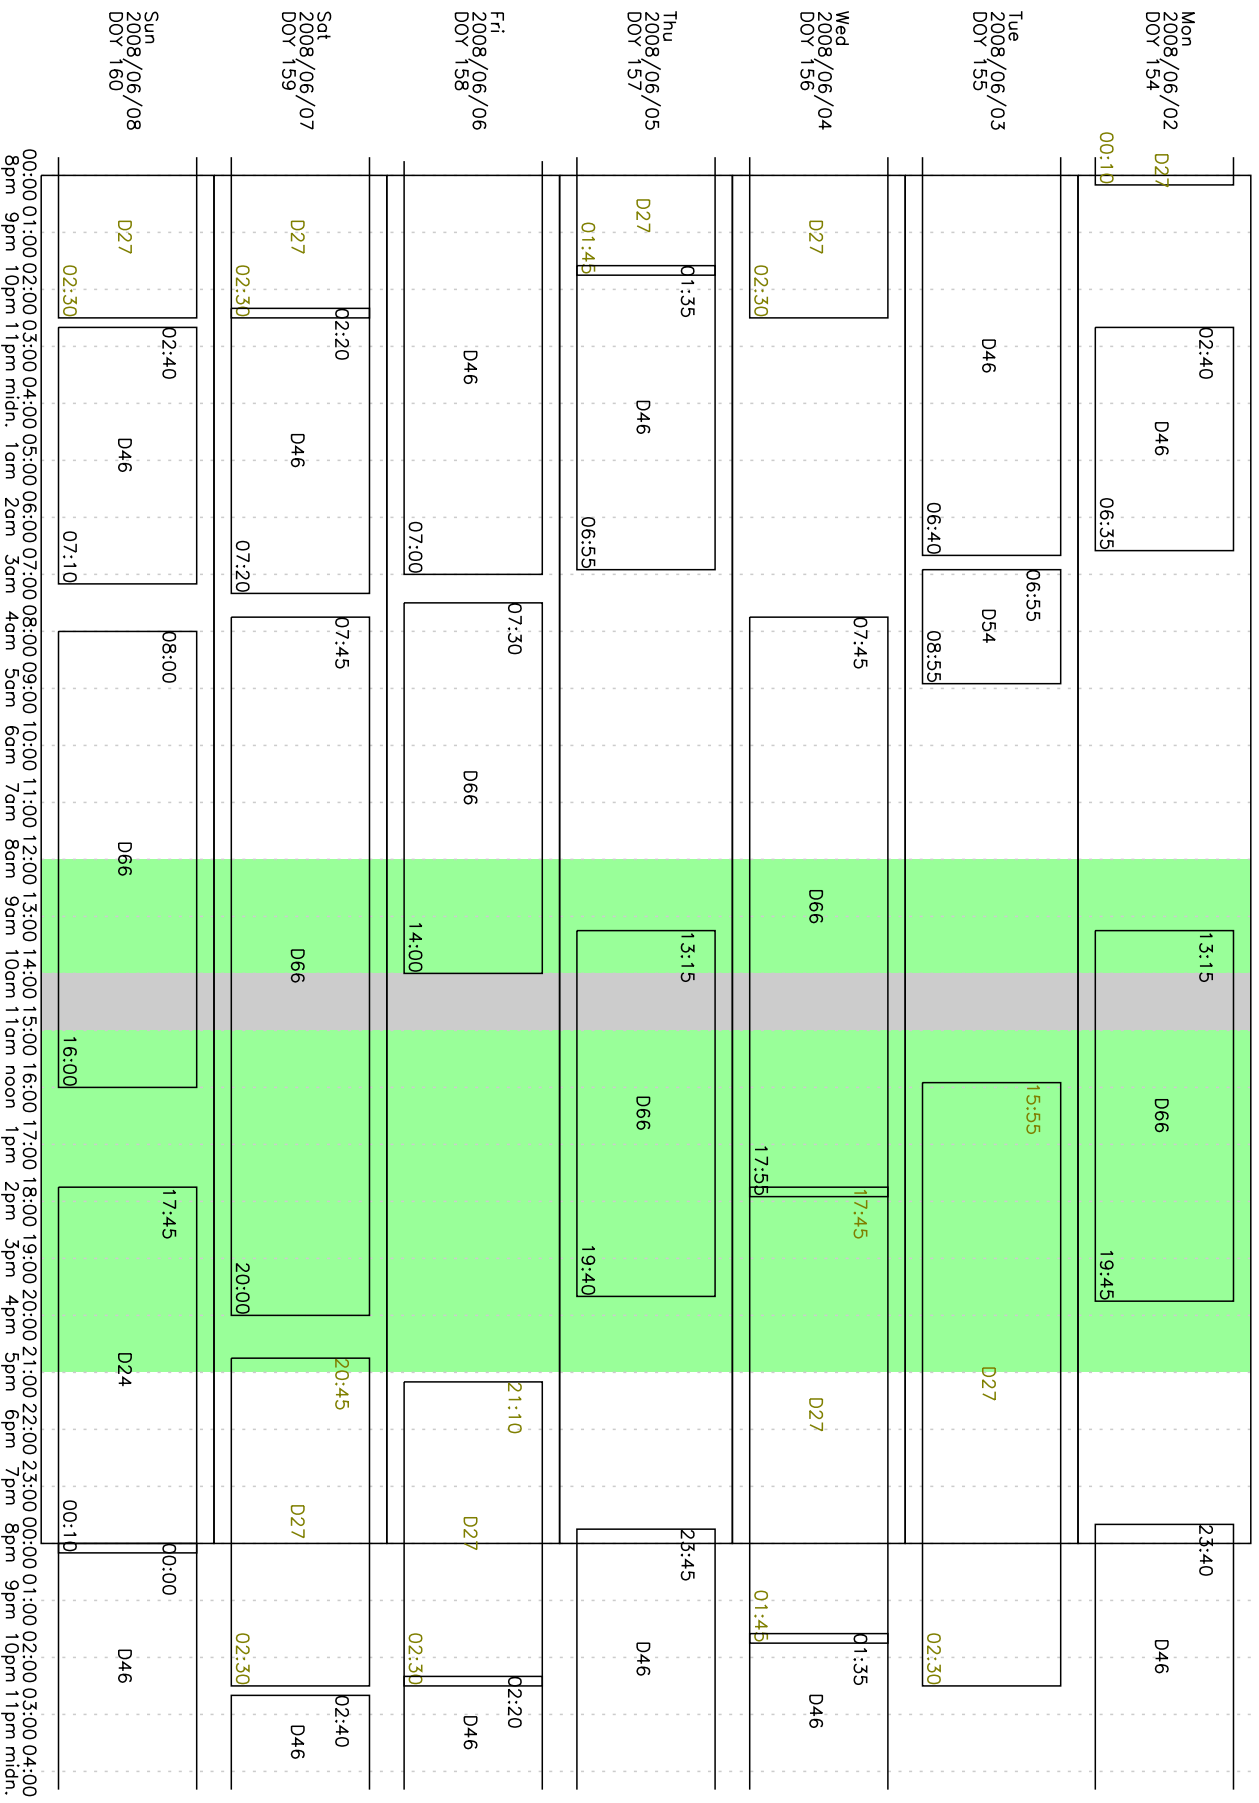 Mon
2008/06/02
DOY 154
D27
00:10
02:40
D46
06:35
13:15
D66
19:45
23:40
D46
Tue
2008/06/03
DOY 155
D46
06:40
06:55
D54
08:55
15:55
D27
02:30
Wed
2008/06/04
DOY 156
D27
02:30
07:45
D66
17:55
17:45
D27
01:45
01:35
D46
Thu
2008/06/05
DOY 157
D27
01:45
01:35
D46
06:55
13:15
D66
19:40
23:45
D46
Fri
2008/06/06
DOY 158
D46
07:00
07:30
D66
14:00
21:10
D27
02:30
02:20
D46
Sat
2008/06/07
DOY 159
D27
02:30
02:20
D46
07:20
07:45
D66
20:00
20:45
D27
02:30
02:40
D46
Sun
2008/06/08
DOY 160
D27
02:30
02:40
D46
07:10
08:00
D66
16:00
17:45
D24
00:10
00:00
D46
00:00 01:00 02:00 03:00 04:00 05:00 06:00 07:00 08:00 09:00 10:00 11:00 12:00 13:00 14:00 15:00 16:00 17:00 18:00 19:00 20:00 21:00 22:00 23:00 00:00 01:00 02:00 03:00 04:00
8pm 9pm 10pm 11pm midn. 1am 2am 3am 4am 5am 6am 7am 8am 9am 10am 11am noon 1pm 2pm 3pm 4pm 5pm 6pm 7pm 8pm 9pm 10pm 11pm midn.